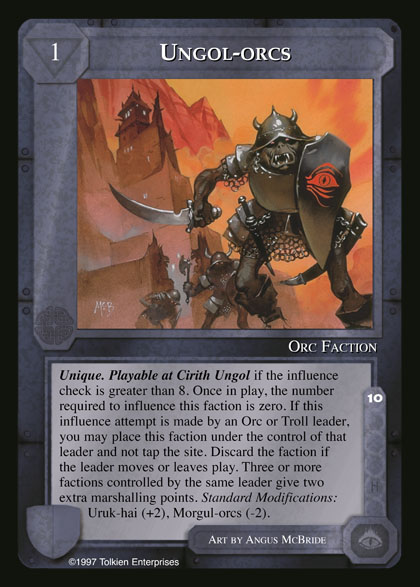 1
UNGOL-ORCS
McB
ORC FACTION
Unique. Playable at Cirith Ungol if the influence
check is greater than 8. Once in play, the number
required to influence this faction is zero. If this
influence attempt is made by an Orc or Troll leader,
you may place this faction under the control of that
leader and not tap the site. Discard the faction if
the leader moves or leaves play. Three or more
factions controlled by the same leader give two
extra marshalling points. Standard Modifications:
Uruk-hai (+2), Morgul-orcs (-2).
10
H
ART BY ANGUS MCBRIDE
©1997 Tolkien Enterprises